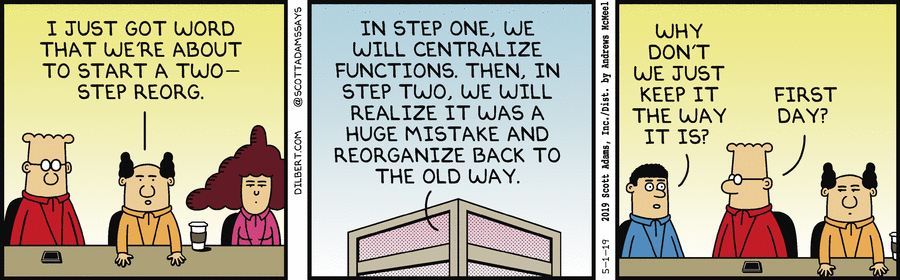 I JUST GOT WORD
THAT WE'RE ABOUT
TO START A TWO-
STEP REORG.
DILBERT.COM @SCOTTADAMSSAYS
IN STEP ONE, WE
WILL CENTRALIZE
FUNCTIONS. THEN, IN
STEP TWO, WE WILL
REALIZE IT WAS A
HUGE MISTAKE AND
REORGANIZE BACK TO
THE OLD WAY.
5-1-19 2019 Scott Adams, Inc./Dist. by Andrews McMeel
WHY
DON'T
WE JUST
KEEP IT
THE WAY
IT IS?
FIRST
DAY?